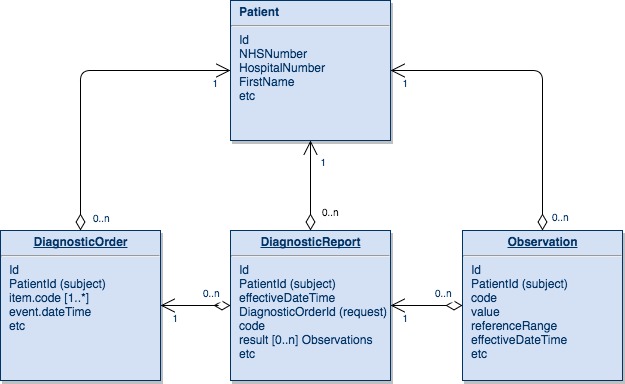 Patient
Id
NHSNumber
HospitalNumber
FirstName
etc
1
1
1
0..n
0..n
0..n
DiagnosticOrder
Id
PatientId (subject)
item.code [1..*]
event.dateTime
etc
0..n
1
DiagnosticReport
Id
PatientId (subject)
effectiveDateTime
DiagnosticOrderId (request)
code
result [0..n] Observations
etc
0..n
1
Observation
Id
PatientId (subject)
code
value
referenceRange
effectiveDateTime
etc